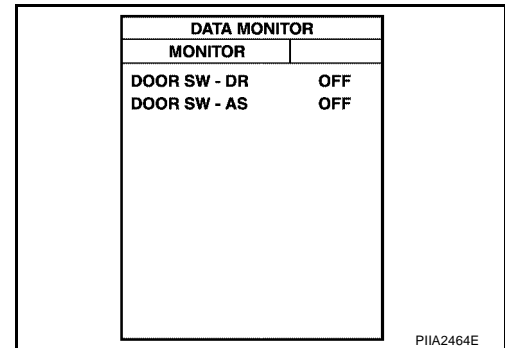 DATA MONITOR
MONITOR
DOOR SW - DR OFF
DOOR SW - AS OFF
PIIA2464E